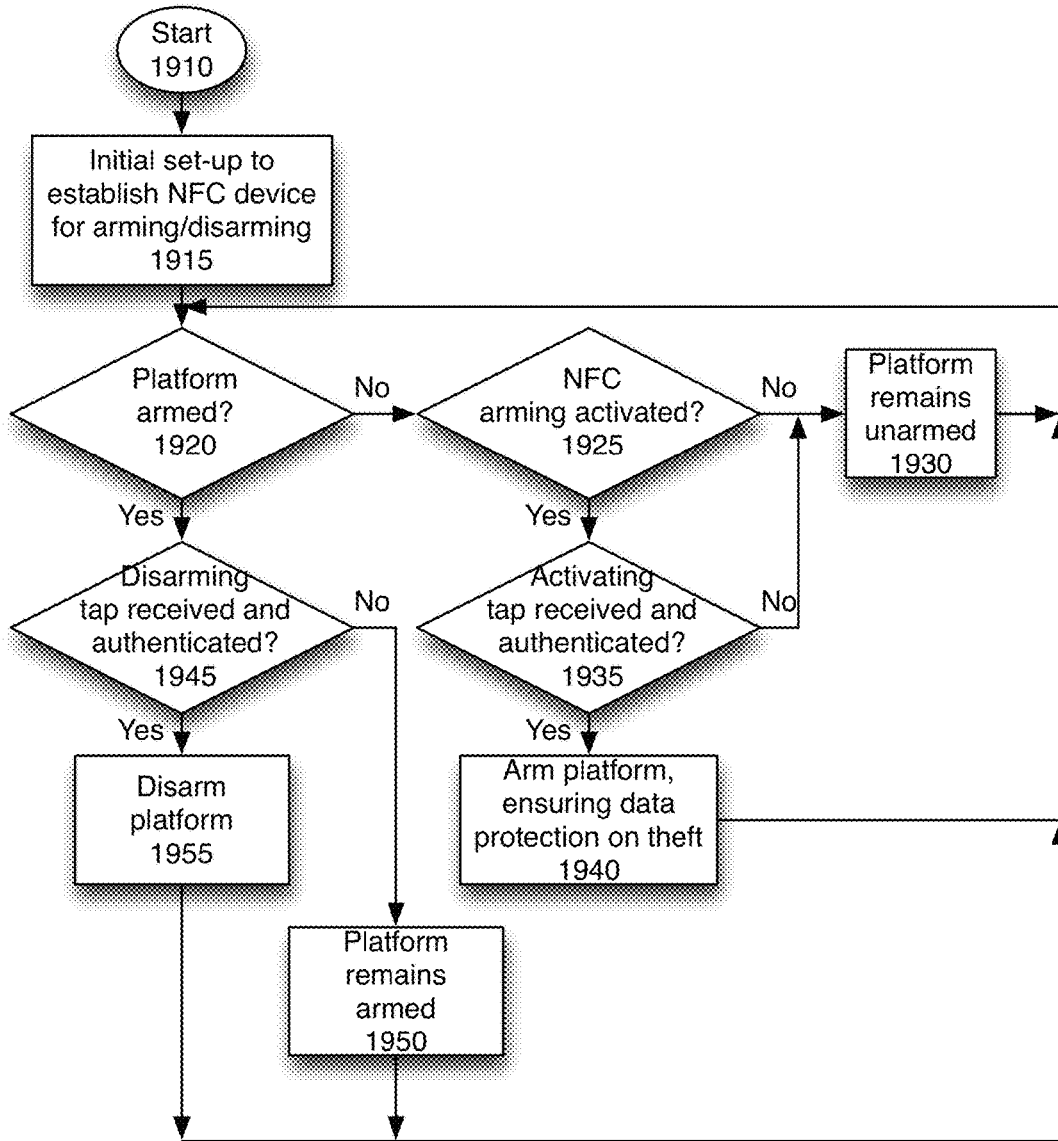 Start
1910
Initial set-up to
establish NFC device
for arming/disarming
1915
Platform
armed?
1920
No
NFC
arming activated?
1925
No
Platform
remains
unarmed
1930
Yes
Yes
Disarming
tap received and
authenticated?
1945
No
Activating
tap received and
authenticated?
1935
No
Yes
Yes
Disarm
platform
1955
Arm platform,
ensuring data
protection on theft
1940
Platform
remains
armed
1950